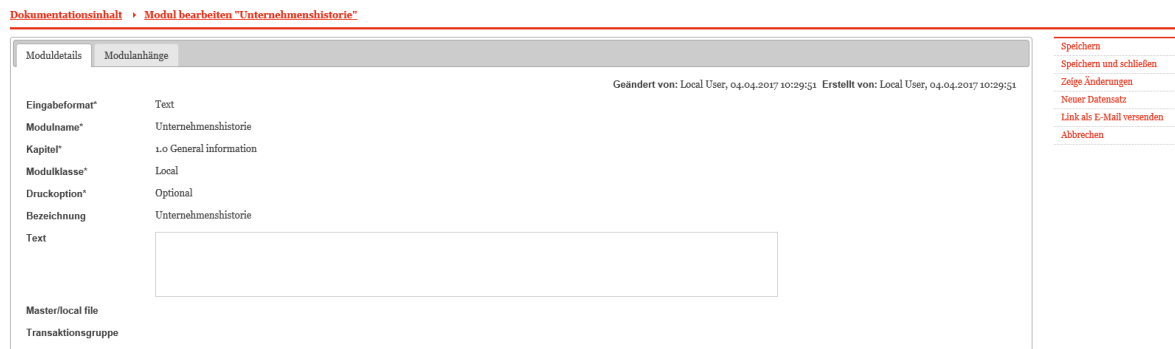 Dokumentationsinhalt ▸ Modul bearbeiten "Unternehmenshistorie"
Moduldetails Modulanhänge
Geändert von: Local User, 04.04.2017 10:29:51 Erstellt von: Local User, 04.04.2017 10:29:51
Eingabeformat* Text
Modulname* Unternehmenshistorie
Kapitel* 1.0 General information
Modulklasse* Local
Druckoption* Optional
Bezeichnung Unternehmenshistorie
Text
Master/local file
Transaktionsgruppe
Speichern
Speichern und schließen
Zeige Änderungen
Neuer Datensatz
Link als E-Mail versenden
Abbrechen